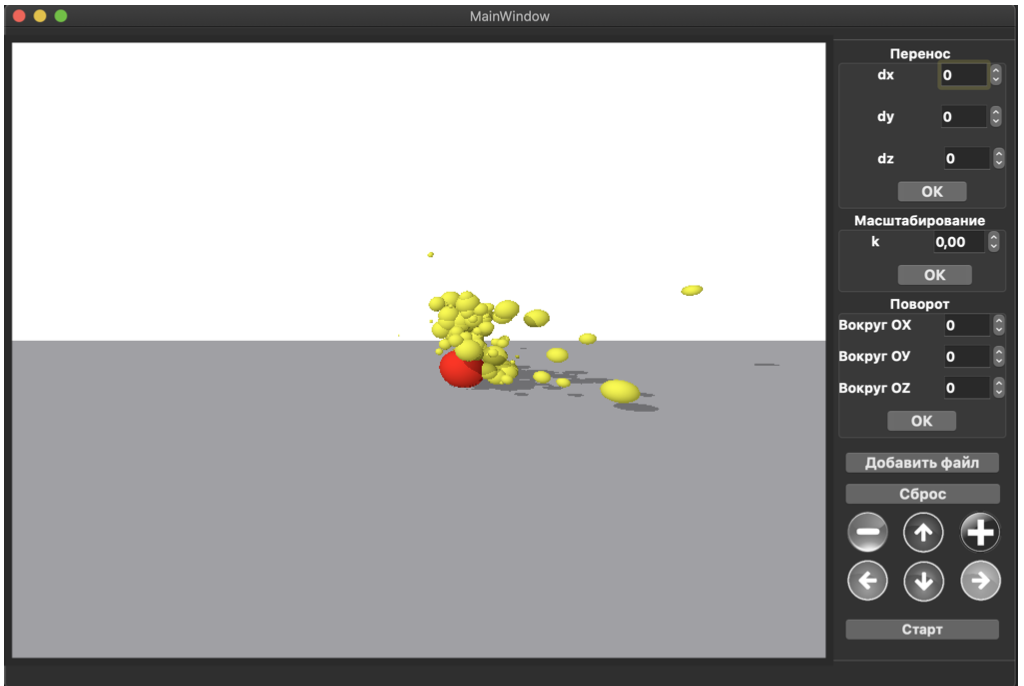 MainWindow
Перенос
dx 0
dy 0
dz 0
OK
Масштабирование
k 0,00
OK
Поворот
Вокруг OX 0
Вокруг ОУ 0
Вокруг OZ 0
OK
Добавить файл
Сброс
Старт